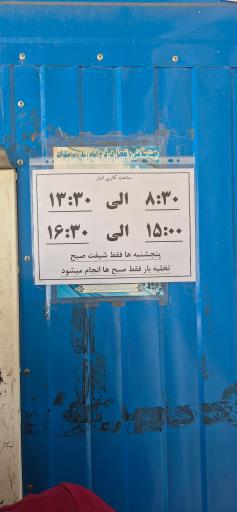 ساعت کاری انبار
۸:۳۰ الی ۱۳:۳۰
۱۵:۰۰ الی ۱۶:۳۰
پنجشنبه ها فقط شیفت صبح
تخلیه بار فقط صبح ها انجام میشود